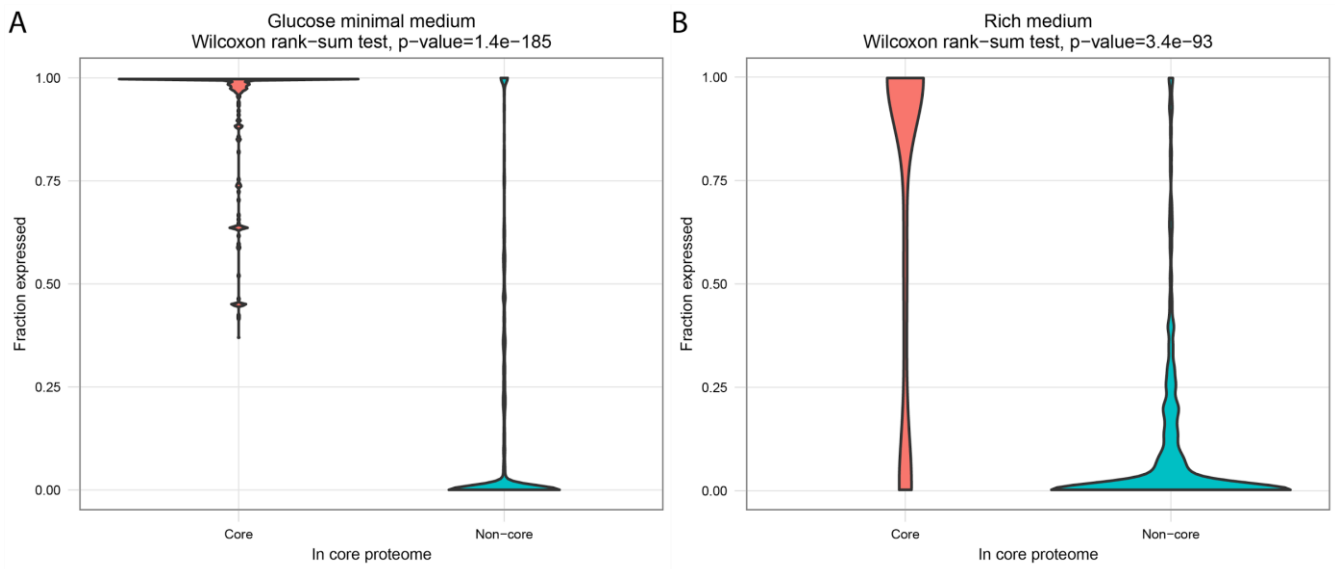 A
Glucose minimal medium
Wilcoxon rank−sum test, p−value=1.4e−185
1.00
0.75
0.50
0.25
0.00
Fraction expressed
Core
Non−core
In core proteome
B
Rich medium
Wilcoxon rank−sum test, p−value=3.4e−93
1.00
0.75
0.50
0.25
0.00
Fraction expressed
Core
Non−core
In core proteome